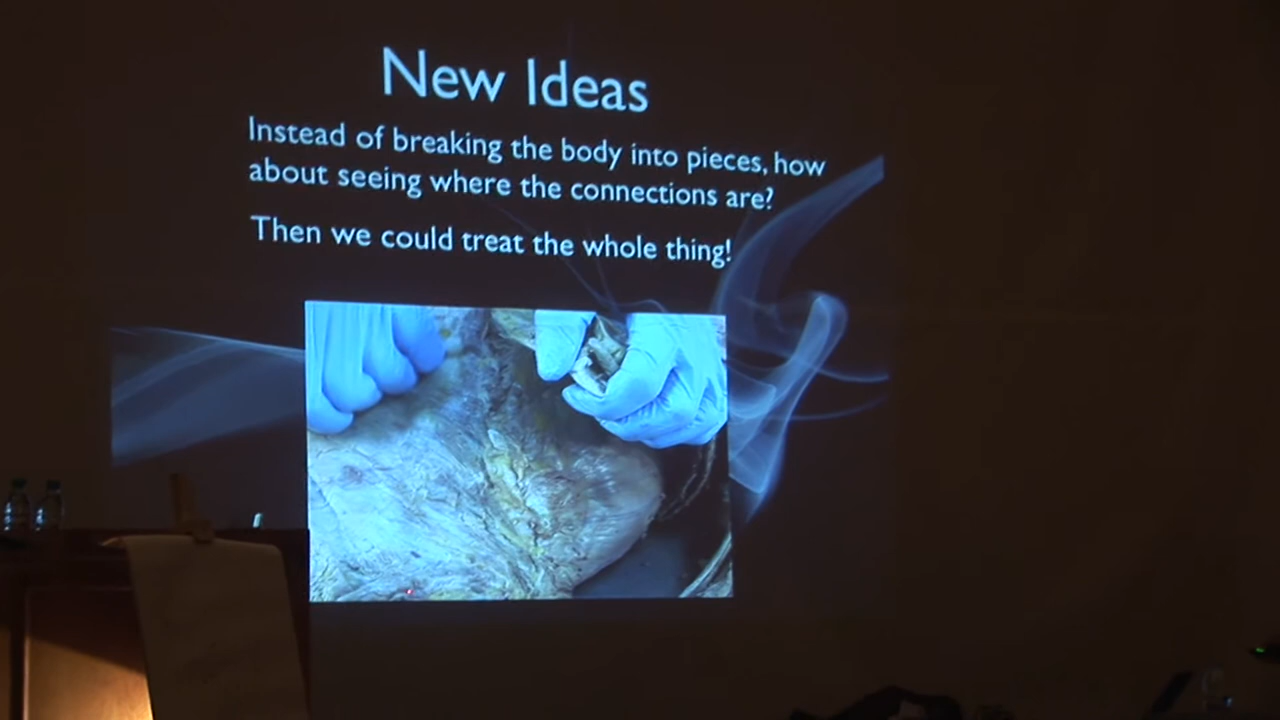 New Ideas
Instead of breaking the body into pieces, how
about seeing where the connections are?
Then we could treat the whole thing!